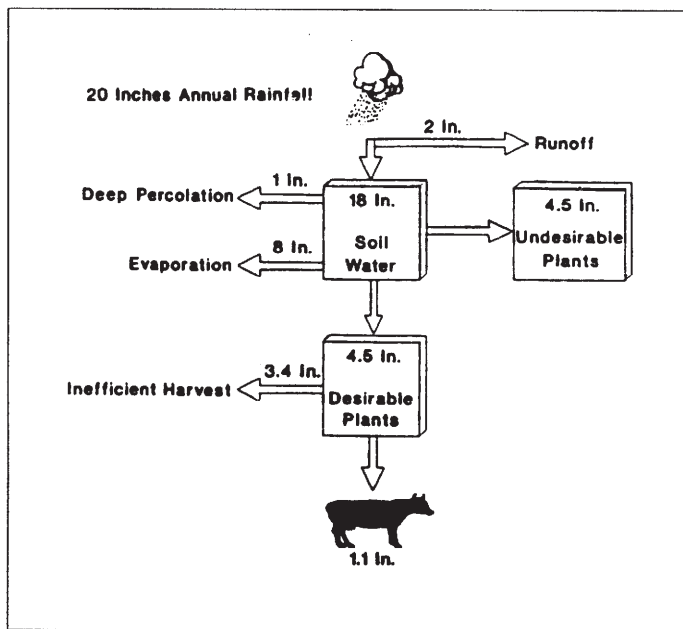 20 Inches Annual Rainfall
2 In.
Runoff
1 In.
Deep Percolation
18 In.
Soil
Water
4.5 In.
Undesirable
Plants
8 In.
Evaporation
4.5 In.
Desirable
Plants
3.4 In.
Inefficient Harvest
1.1 In.